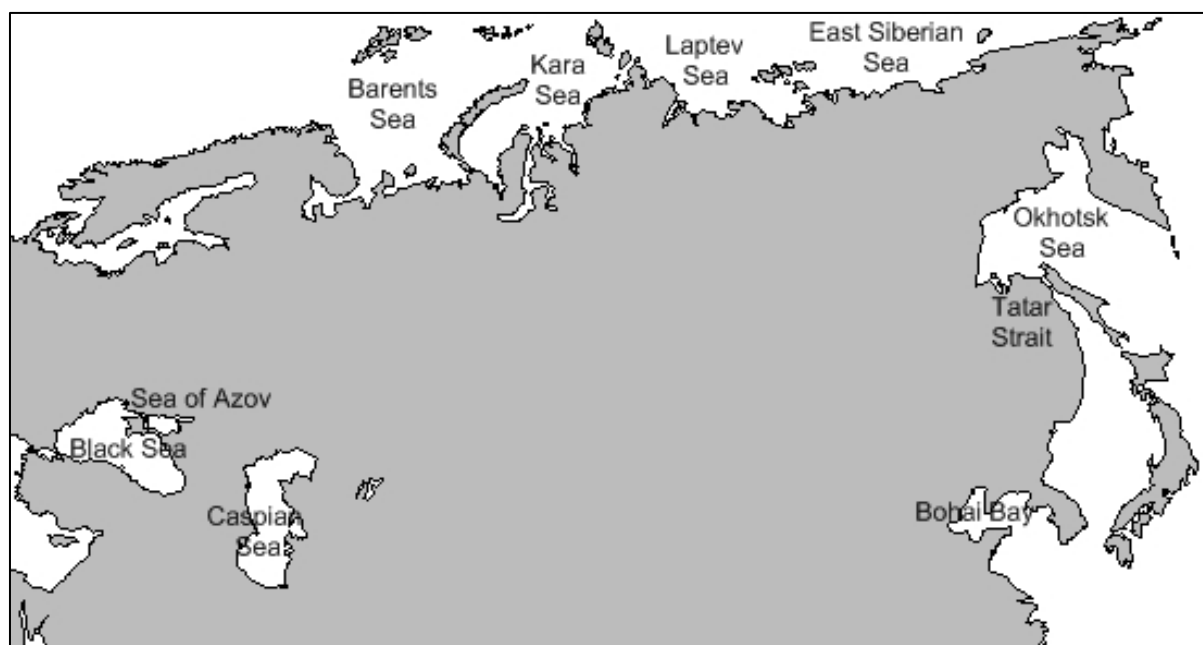 Barents
Sea
Kara
Sea
Laptev
Sea
East Siberian
Sea
Okhotsk
Sea
Tatar
Strait
Sea of Azov
Black Sea
Caspian
Sea
Bohai Bay